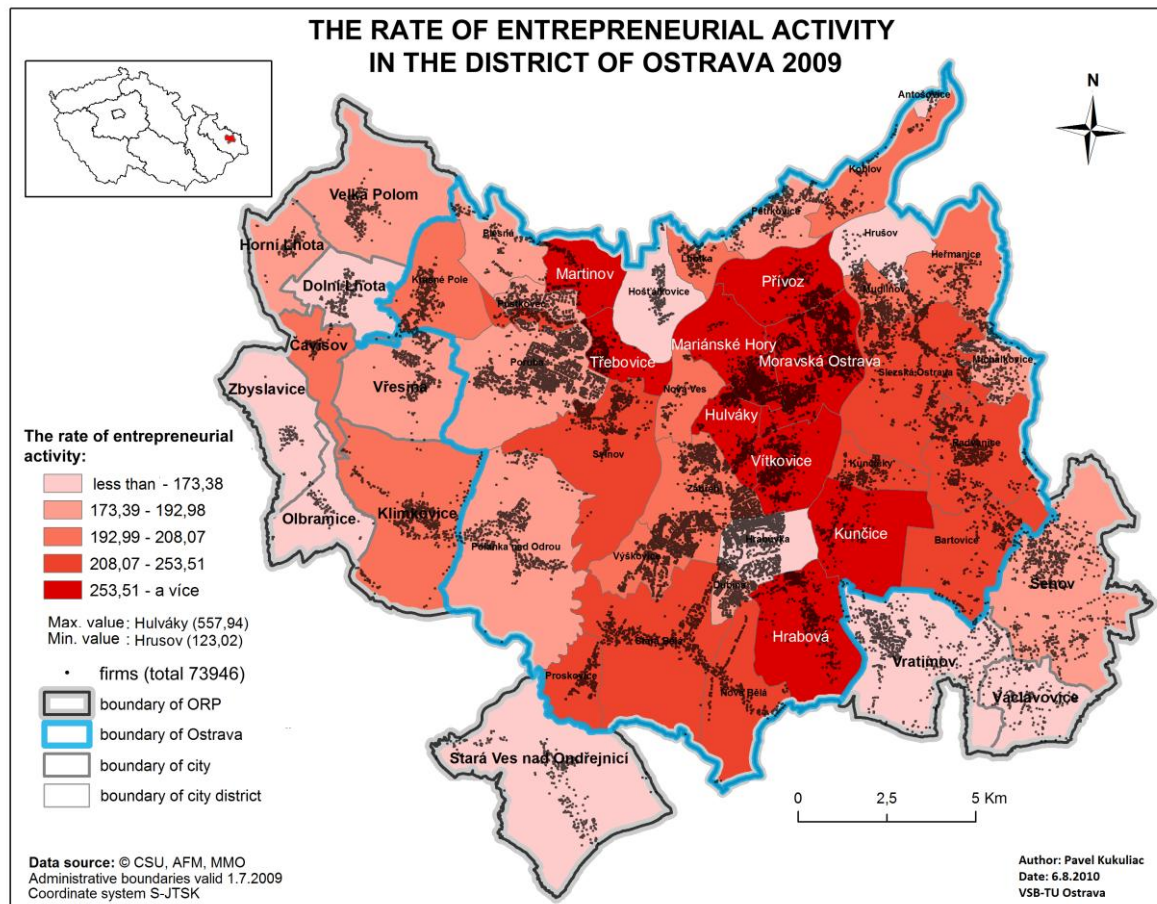 THE RATE OF ENTREPRENEURIAL ACTIVITY
IN THE DISTRICT OF OSTRAVA 2009
N
Antošovice
Koblov
Velká Polom
Petřkovice
Plesná
Hrušov
Horní Lhota
Lhotka
Heřmanice
Martinov
Přívoz
Dolní Lhota
Krásné Pole
Hošťálkovice
Muglinov
Pustkovec
Čavisov
Mariánské Hory
Poruba
Třebovice
Moravská Ostrava
Michálkovice
Slezská Ostrava
Zbyslavice
Vřesina
Nová Ves
Hulváky
Radvanice
Svinov
Vítkovice
Kunčičky
Zábřeh
Olbramice
Klimkovice
Kunčice
Hrabůvka
Bartovice
Polanka nad Odrou
Výškovice
Dubina
Šenov
Stará Bělá
Hrabová
Vratimov
Proskovice
Nová Bělá
Václavovice
Stará Ves nad Ondřejnicí
The rate of entrepreneurial
activity:
less than - 173,38
173,39 - 192,98
192,99 - 208,07
208,07 - 253,51
253,51 - a více
Max. value : Hulváky (557,94)
Min. value : Hrusov (123,02)
firms (total 73946)
boundary of ORP
boundary of Ostrava
boundary of city
boundary of city district
0 2,5 5 Km
Data source: © CSU, AFM, MMO
Administrative boundaries valid 1.7.2009
Coordinate system S-JTSK
Author: Pavel Kukuliac
Date: 6.8.2010
VSB-TU Ostrava